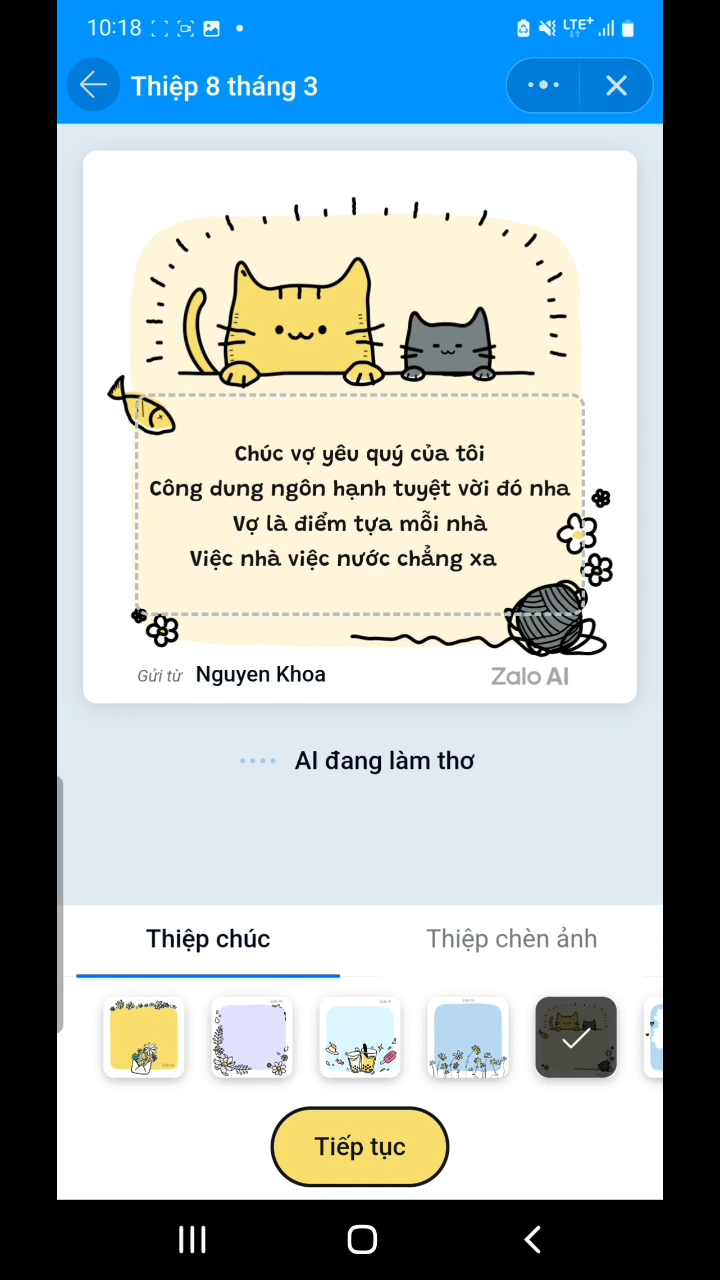 10:18
LTE+
Thiệp 8 tháng 3
Chúc vợ yêu quý của tôi
Công dung ngôn hạnh tuyệt vời đó nha
Vợ là điểm tựa mỗi nhà
Việc nhà việc nước chẳng xa
Gửi từ Nguyen Khoa
Zalo AI
AI đang làm thơ
Thiệp chúc
Thiệp chèn ảnh
Tiếp tục